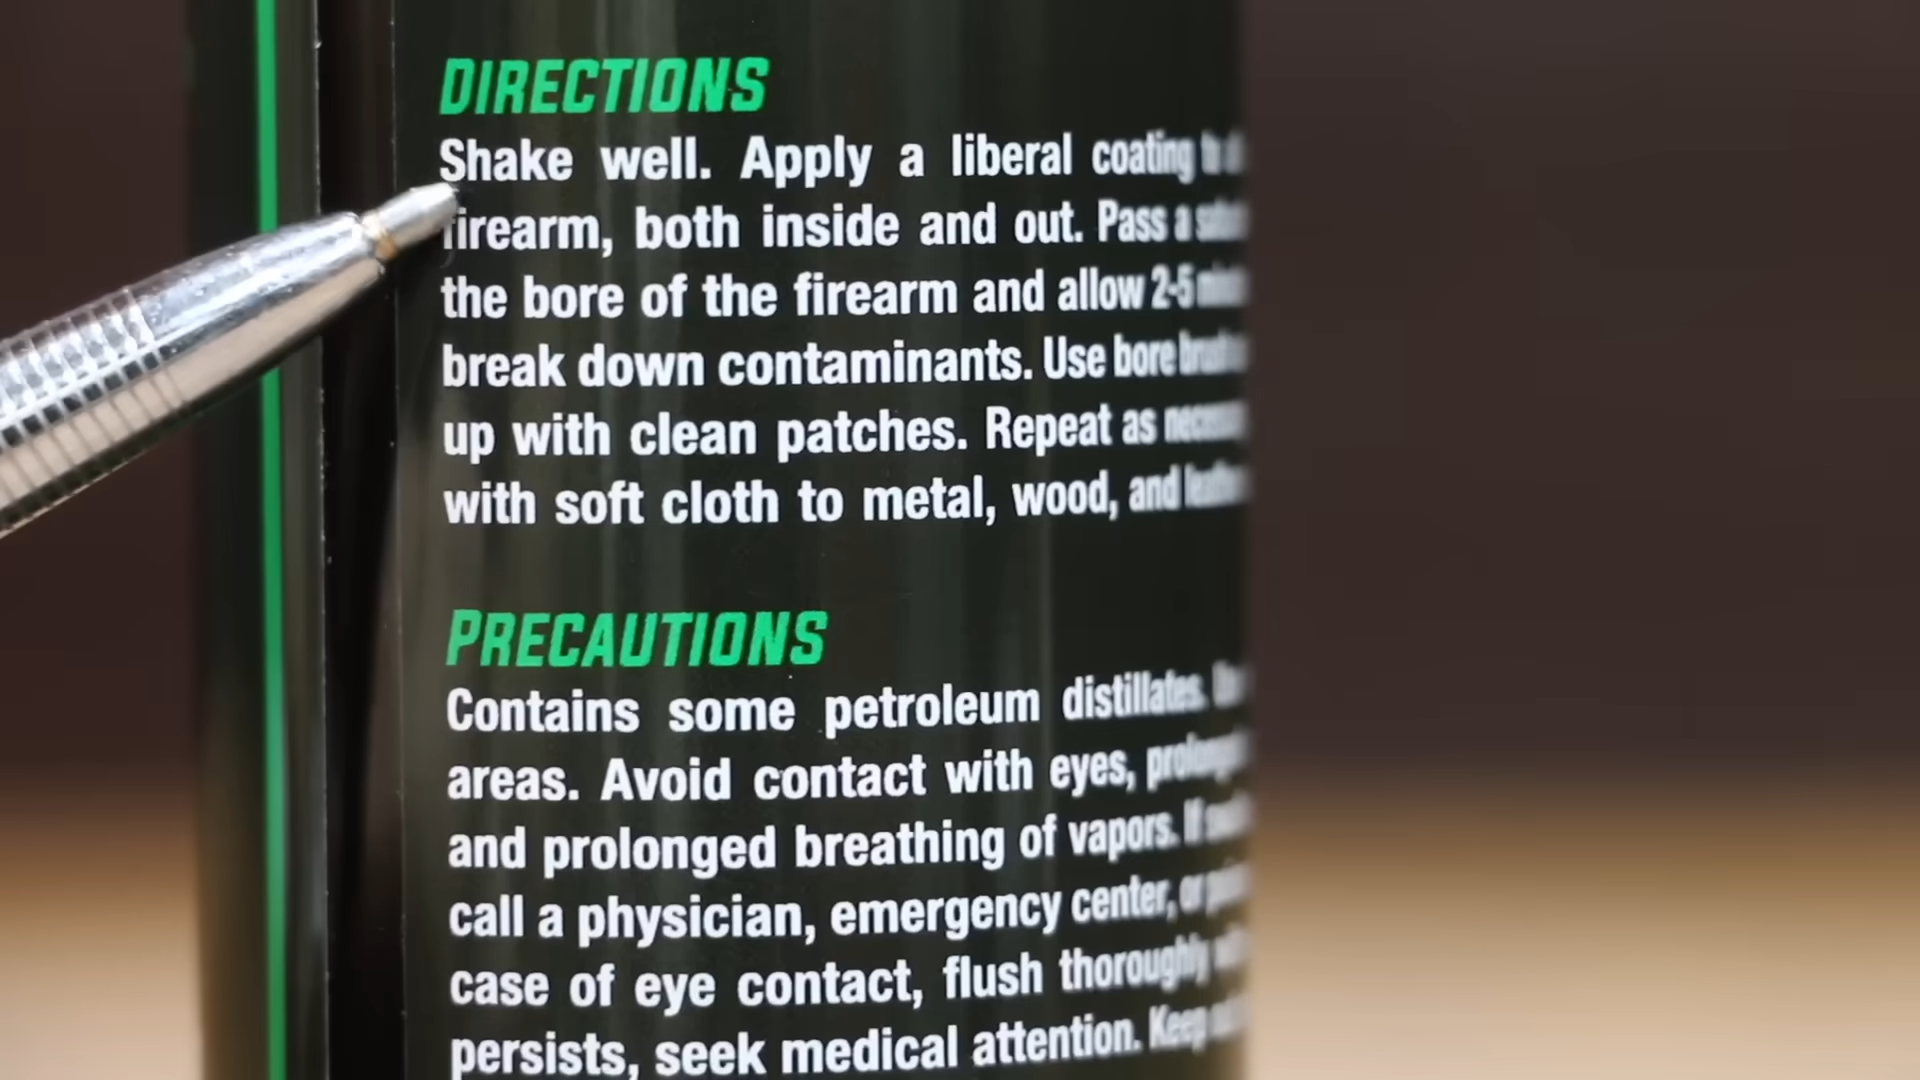 DIRECTIONS
Shake well. Apply a liberal coating
firearm, both inside and out. Pass a
the bore of the firearm and allow 2-5
break down contaminants. Use bore
up with clean patches. Repeat as
with soft cloth to metal, wood, and
PRECAUTIONS
Contains some petroleum distillates.
areas. Avoid contact with eyes,
and prolonged breathing of vapors. If
call a physician, emergency center, or
case of eye contact, flush thoroughly
persists, seek medical attention. Keep